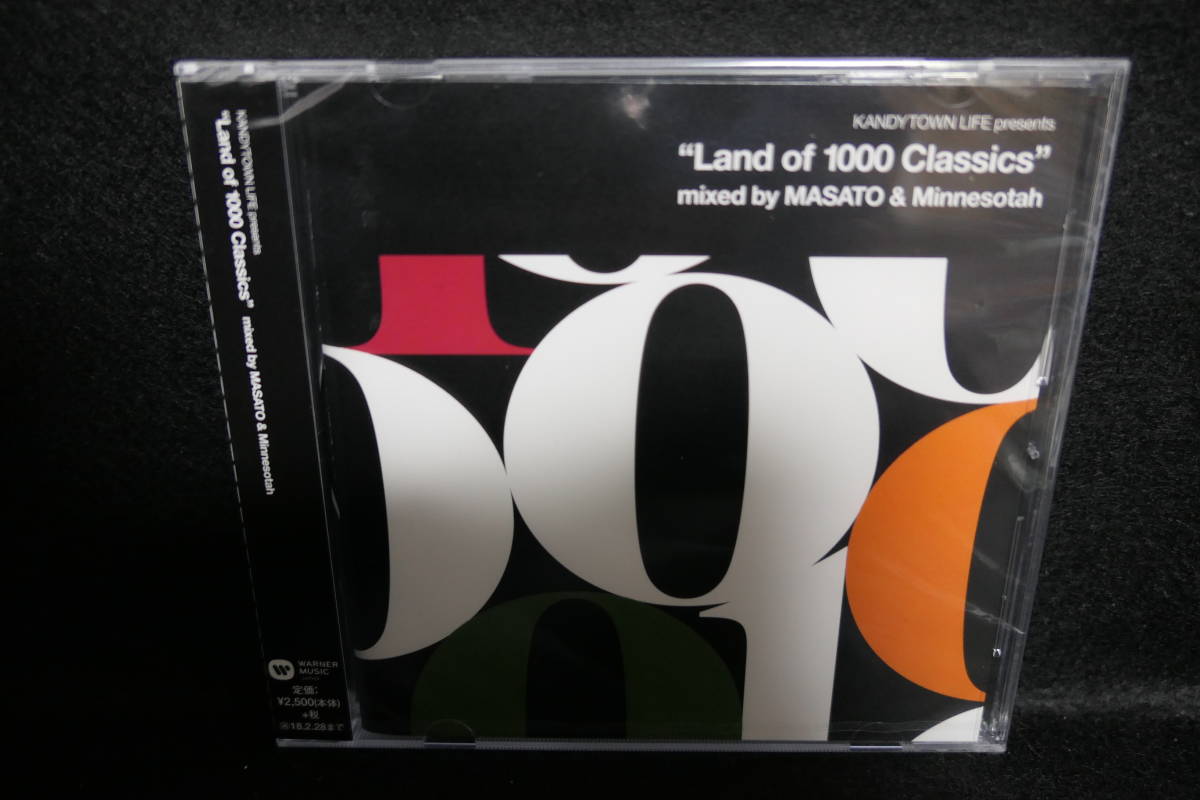 KANDYTOWN LIFE presents
“Land of 1000 Classics”
mixed by MASATO & Minnesotah
KANDYTOWN LIFE presents
“Land of 1000 Classics” mixed by MASATO & Minnesotah
WARNER
MUSIC
JAPAN
定価:
¥2,500(本体)
+税
18.2.28まで